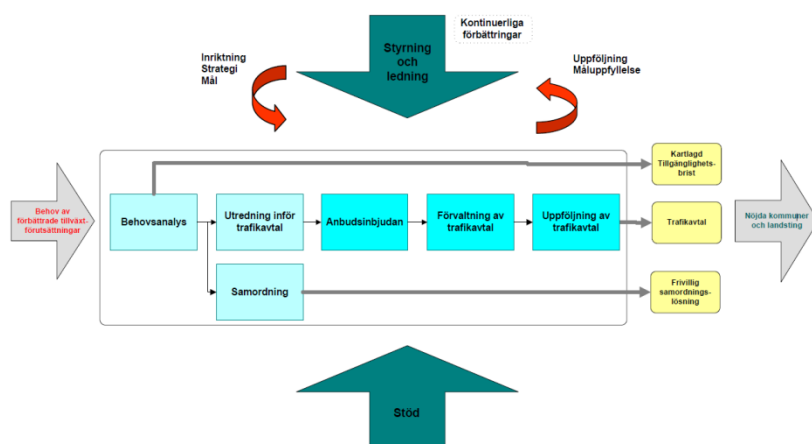 Kontinuerliga
förbättringar
Styrning
och
ledning
Inriktning
Strategi
Mål
Uppföljning
Måluppfyllelse
Kartlagd
Tillgänglighets-
brist
Behov av
förbättrade tillväxt-
förutsättningar
Behovsanalys
Utredning inför
trafikavtal
Anbudsinbjudan
Förvaltning av
trafikavtal
Uppföljning av
trafikavtal
Trafikavtal
Nöjda kommuner
och landsting
Samordning
Frivillig
samordnings-
lösning
Stöd